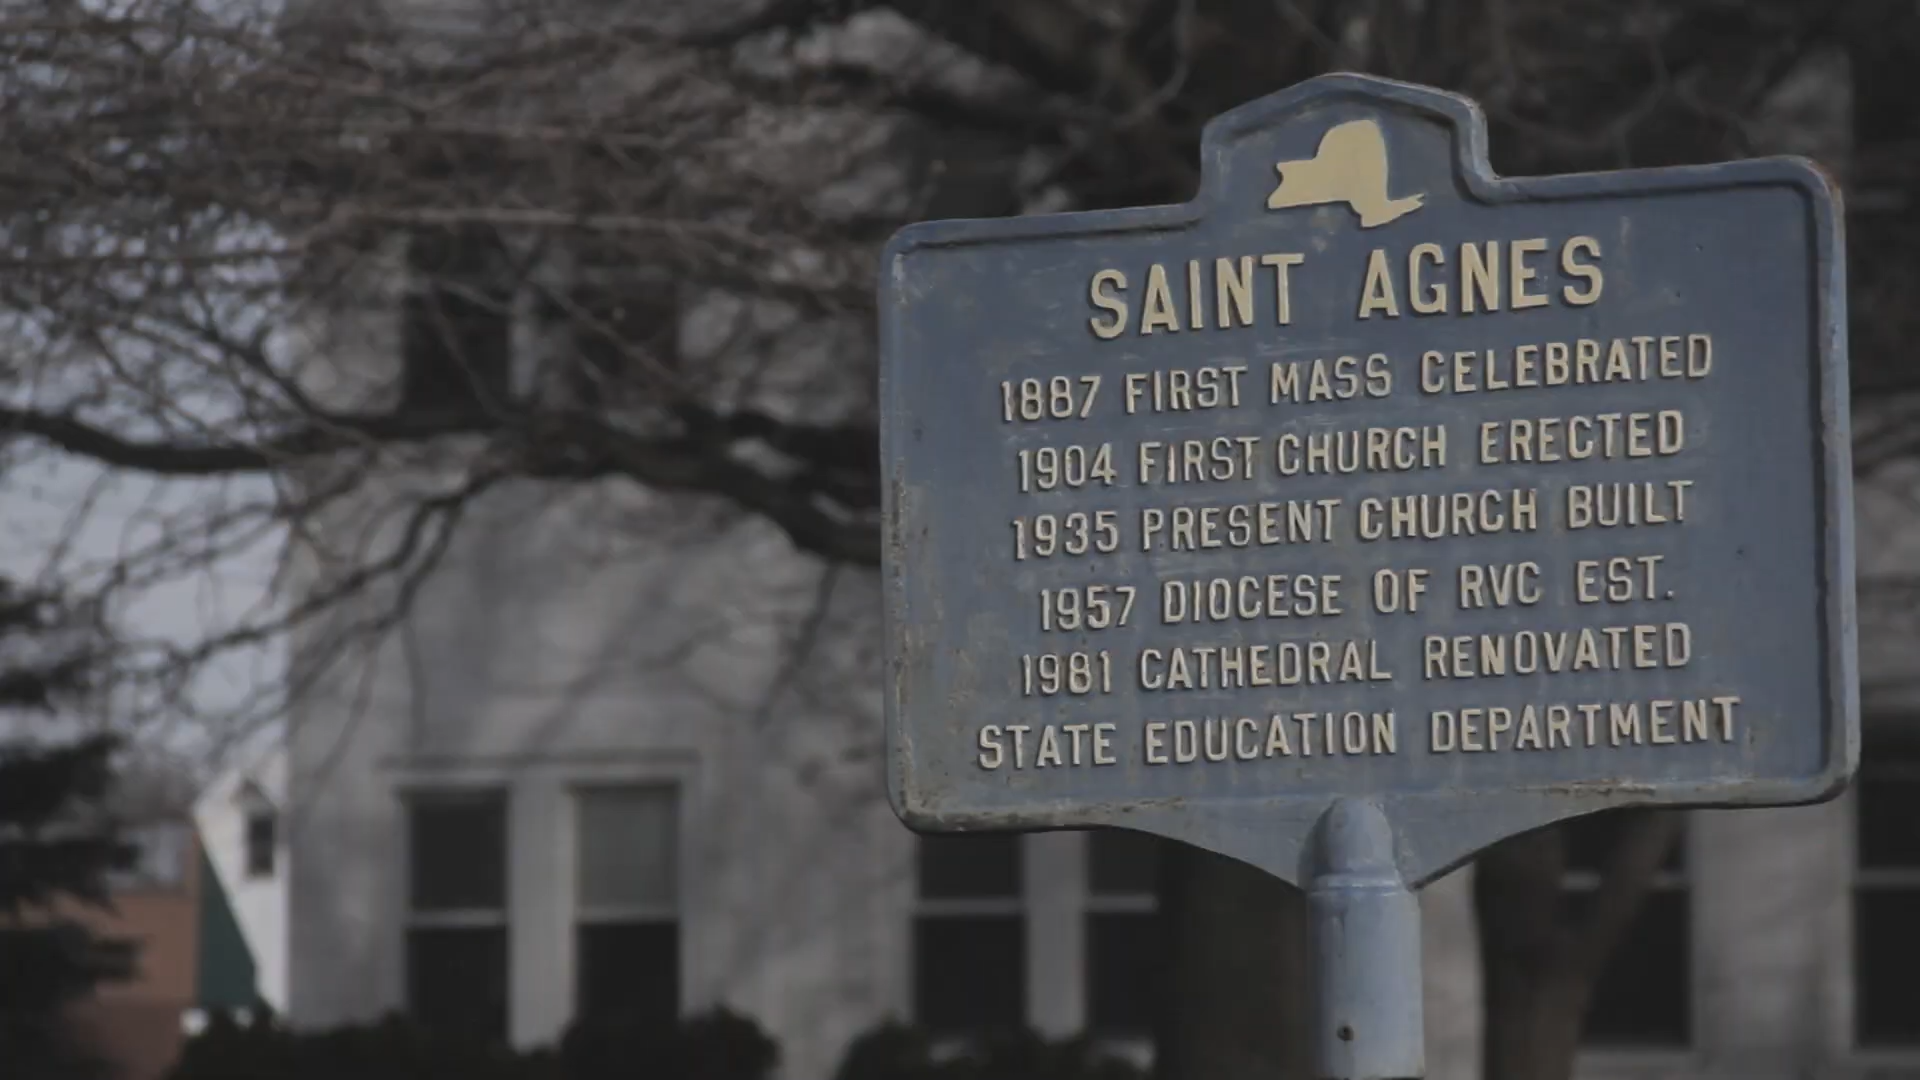 SAINT AGNES
1887 FIRST MASS CELEBRATED
1904 FIRST CHURCH ERECTED
1935 PRESENT CHURCH BUILT
1957 DIOCESE OF RVC EST.
1981 CATHEDRAL RENOVATED
STATE EDUCATION DEPARTMENT